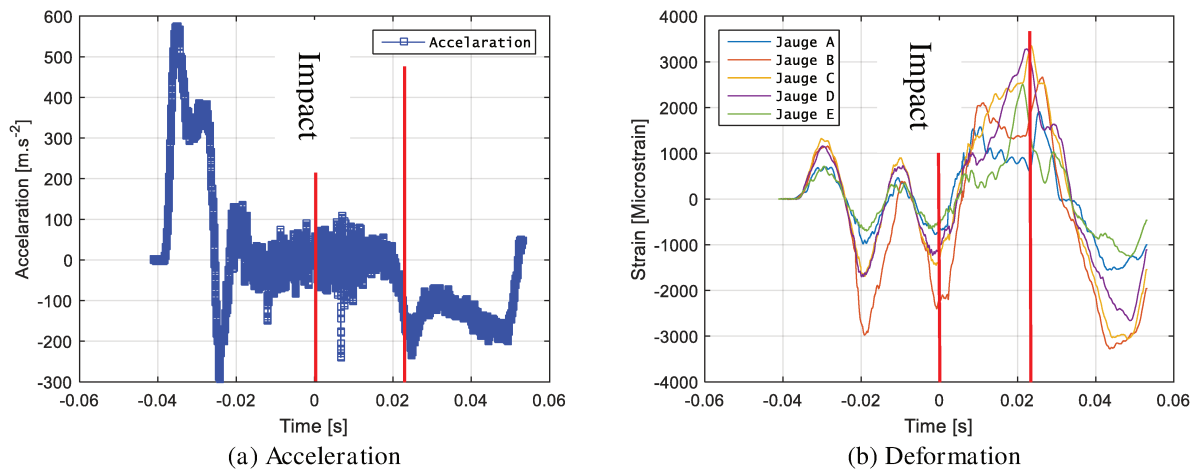 600
500
400
300
200
100
0
-100
-200
-300
Accelaration [m.s-2]
Accelaration
Impact
-0.06
-0.04
-0.02
0
0.02
0.04
0.06
Time [s]
(a) Acceleration
4000
3000
2000
1000
0
-1000
-2000
-3000
-4000
Strain [Microstrain]
Jauge A
Jauge B
Jauge C
Jauge D
Jauge E
Impact
-0.06
-0.04
-0.02
0
0.02
0.04
0.06
Time [s]
(b) Deformation